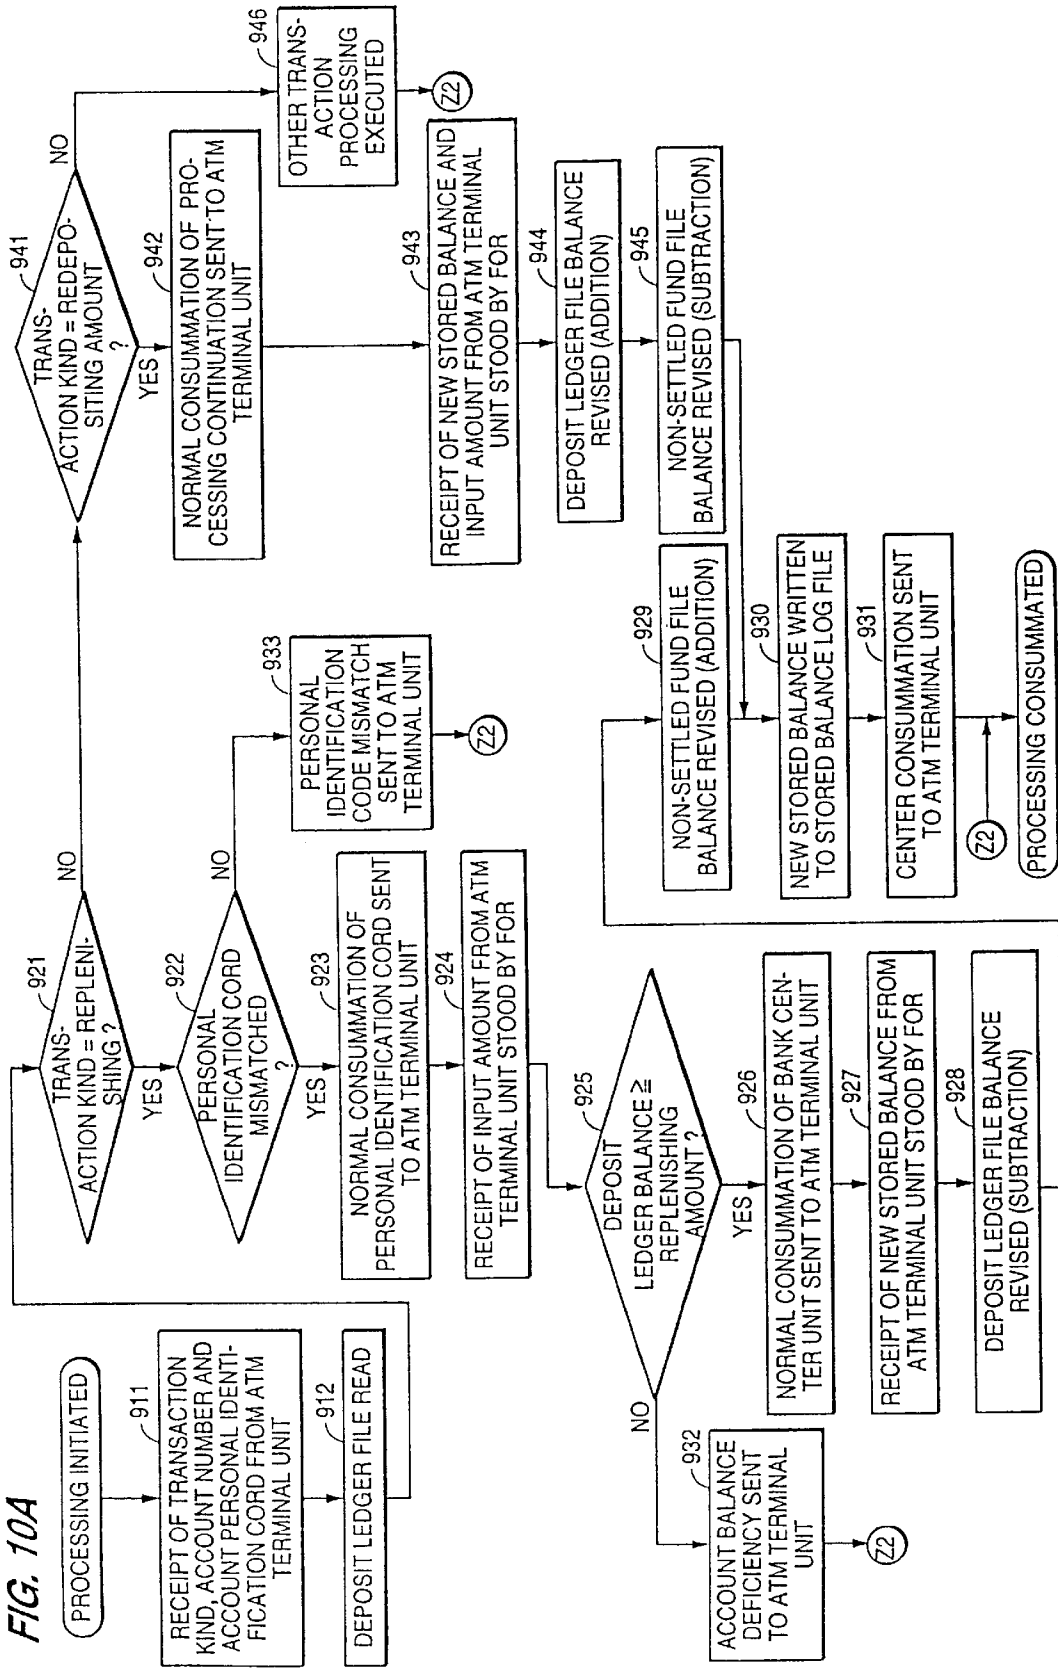 FIG. 10A
PROCESSING INITIATED
911
RECEIPT OF TRANSACTION
KIND, ACCOUNT NUMBER AND
ACCOUNT PERSONAL IDENTI-
FICATION CORD FROM ATM
TERMINAL UNIT
912
DEPOSIT LEDGER FILE READ
921
TRANS-
ACTION KIND = REPLENI-
SHING ?
YES
NO
922
PERSONAL
IDENTIFICATION CORD
MISMATCHED
?
YES
NO
923
NORMAL CONSUMMATION OF
PERSONAL IDENTIFICATION CORD SENT
TO ATM TERMINAL UNIT
924
RECEIPT OF INPUT AMOUNT FROM ATM
TERMINAL UNIT STOOD BY FOR
933
PERSONAL
IDENTIFICATION
CODE MISMATCH
SENT TO ATM
TERMINAL UNIT
Z2
941
TRANS-
ACTION KIND = REDEPO-
SITING AMOUNT
?
YES
NO
942
NORMAL CONSUMMATION OF PRO-
CESSING CONTINUATION SENT TO ATM
TERMINAL UNIT
946
OTHER TRANS-
ACTION
PROCESSING
EXECUTED
Z2
943
RECEIPT OF NEW STORED BALANCE AND
INPUT AMOUNT FROM ATM TERMINAL
UNIT STOOD BY FOR
944
DEPOSIT LEDGER FILE BALANCE
REVISED (ADDITION)
945
NON-SETTLED FUND FILE
BALANCE REVISED (SUBTRACTION)
925
DEPOSIT
LEDGER BALANCE ≧
REPLENISHING
AMOUNT ?
NO
YES
932
ACCOUNT BALANCE
DEFICIENCY SENT
TO ATM TERMINAL
UNIT
Z2
926
NORMAL CONSUMMATION OF BANK CEN-
TER UNIT SENT TO ATM TERMINAL UNIT
927
RECEIPT OF NEW STORED BALANCE FROM
ATM TERMINAL UNIT STOOD BY FOR
928
DEPOSIT LEDGER FILE BALANCE
REVISED (SUBTRACTION)
929
NON-SETTLED FUND FILE
BALANCE REVISED (ADDITION)
930
NEW STORED BALANCE WRITTEN
TO STORED BALANCE LOG FILE
931
CENTER CONSUMMATION SENT
TO ATM TERMINAL UNIT
Z2
PROCESSING CONSUMMATED